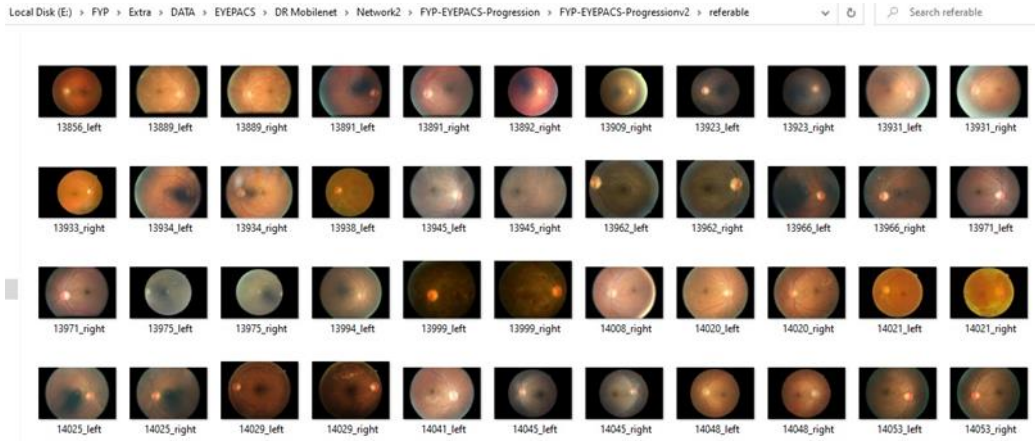 Local Disk (E:) > FYP > Extra > DATA > EYEPACS > DR Mobilenet > Network2 > FYP-EYEPACS-Progression > FYP-EYEPACS-Progressionv2 > referable Search referable
13856_left 13889_left 13889_right 13891_left 13891_right 13892_right 13909_right 13923_left 13923_right 13931_left 13931_right
13933_right 13934_left 13934_right 13938_left 13945_left 13945_right 13962_left 13962_right 13966_left 13966_right 13971_left
13971_right 13975_left 13975_right 13994_left 13999_left 13999_right 14008_right 14020_left 14020_right 14021_left 14021_right
14025_left 14025_right 14029_left 14029_right 14041_left 14045_left 14045_right 14048_left 14048_right 14053_left 14053_right